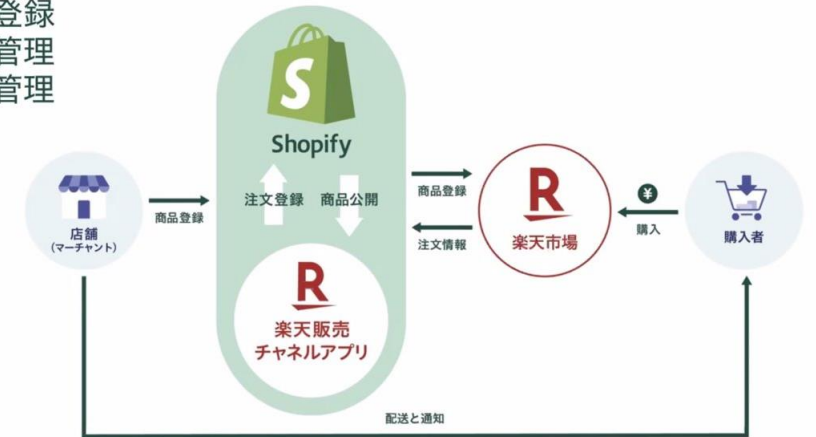 登録
管理
管理
Shopify
注文登録
商品公開
楽天販売
チャネルアプリ
店舗
(マーチャント)
商品登録
商品登録
注文情報
R
楽天市場
¥
購入
購入者
S
R
配送と通知